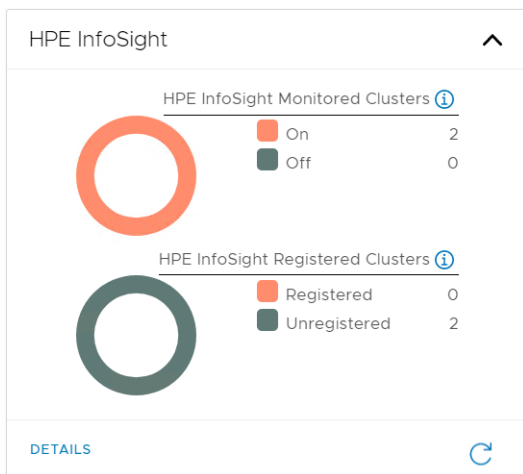 HPE InfoSight
HPE InfoSight Monitored Clusters
On 2
Off 0
HPE InfoSight Registered Clusters
Registered 0
Unregistered 2
DETAILS